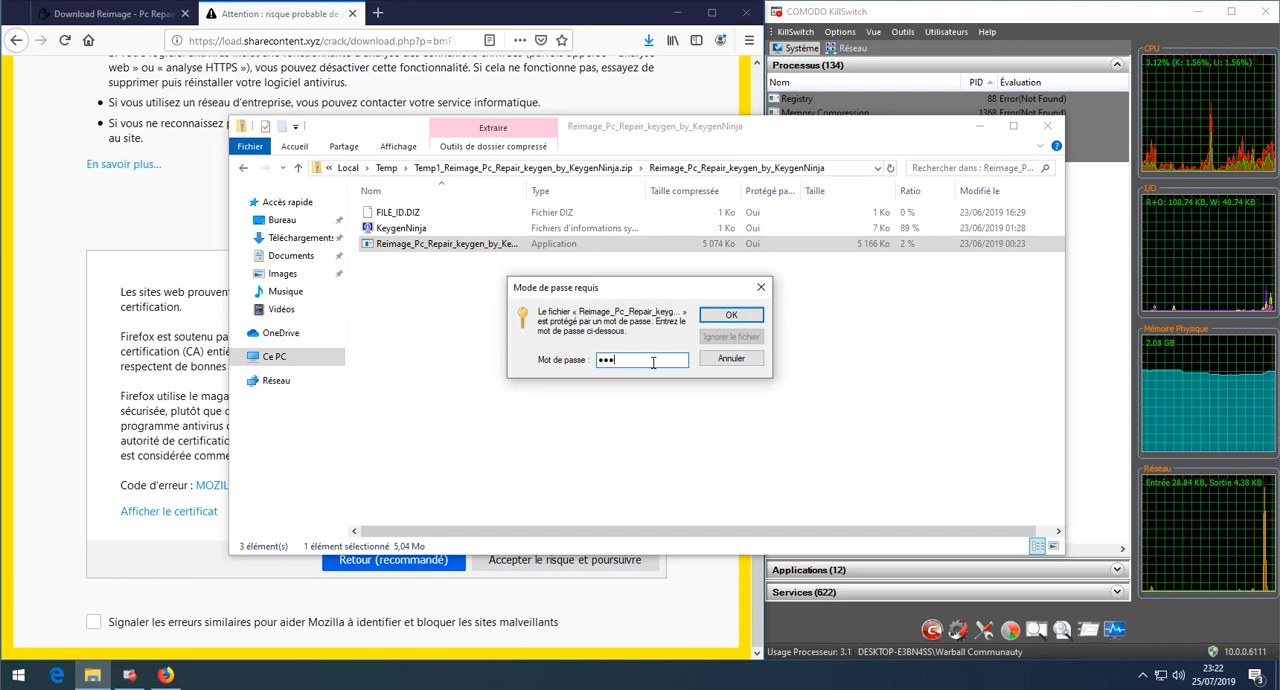 Download Reimage - Pc Repai
Attention : risque probable de
https://load.sharecontent.xyz/crack/download.php?p=bmF
web » ou « analyse HTTPS »), vous pouvez désactiver cette fonctionnalité. Si cela ne fonctionne pas, essayez de
supprimer puis réinstaller votre logiciel antivirus.
• Si vous utilisez un réseau d'entreprise, vous pouvez contacter votre service informatique.
• Si vous ne reconnaissez p
au site.
En savoir plus...
Les sites web prouvent
certification.
Firefox est soutenu pa
certification (CA) entiè
respectent de bonnes
Firefox utilise le maga
sécurisée, plutôt que c
programme antivirus c
autorité de certificatio
est considérée comme
Code d'erreur : MOZIL
Afficher le certificat
Retour (recommandé)
Accepter le risque et poursuivre
Signaler les erreurs similaires pour aider Mozilla à identifier et bloquer les sites malveillants
Extraire
Reimage_Pc_Repair_keygen_by_KeygenNinja
Fichier
Accueil
Partage
Affichage
Outils de dossier compressé
« Local > Temp > Temp1_Reimage_Pc_Repair_keygen_by_KeygenNinja.zip > Reimage_Pc_Repair_keygen_by_KeygenNinja
Rechercher dans : Reimage_P...
Nom Type Taille compressée Protégé pa... Taille Ratio Modifié le
FILE_ID.DIZ Fichier DIZ 1 Ko Oui 1 Ko 0 % 23/06/2019 16:29
KeygenNinja Fichiers d'informations sy... 1 Ko Oui 7 Ko 89 % 23/06/2019 01:28
Reimage_Pc_Repair_keygen_by_Ke... Application 5 074 Ko Oui 5 166 Ko 2 % 23/06/2019 00:23
Accès rapide
Bureau
Téléchargements
Documents
Images
Musique
Vidéos
OneDrive
Ce PC
Réseau
Mode de passe requis
Le fichier « Reimage_Pc_Repair_keyg... »
est protégé par un mot de passe. Entrez le
mot de passe ci-dessous.
Mot de passe : •••
OK
Ignorer le fichier
Annuler
3 élément(s) 1 élément sélectionné 5,04 Mo
COMODO KillSwitch
KillSwitch Options Vue Outils Utilisateurs Help
Système Réseau
Processus (134)
Nom PID Évaluation
Registry 88 Error(Not Found)
Memory Compression 1368 Error(Not Found)
Applications (12)
Services (622)
CPU
3.12% (K: 1.56%, U: 1.56%)
I/O
R+O: 100.74 KB, W: 40.74 KB
Mémoire Physique
2.08 GB
Réseau
Entrée 28.84 KB, Sortie 4.38 KB
Usage Processeur: 3.1 DESKTOP-E3BN4SS\Warball Communauty
10.0.0.6111
23:22
25/07/2019
3